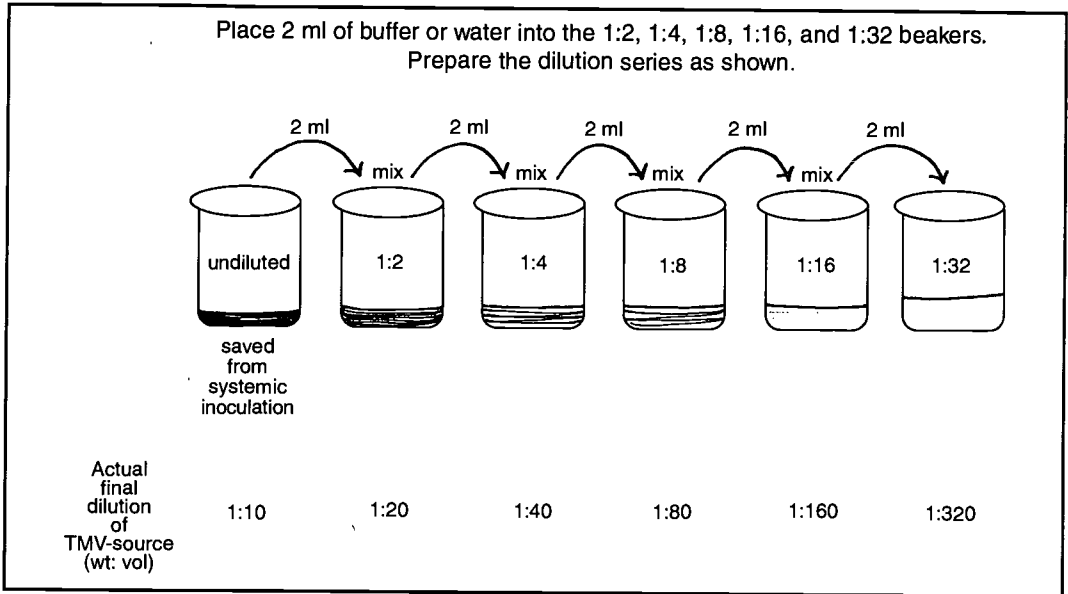 Place 2 ml of buffer or water into the 1:2, 1:4, 1:8, 1:16, and 1:32 beakers.
Prepare the dilution series as shown.
2 ml 2 ml 2 ml 2 ml 2 ml
mix mix mix mix
undiluted 1:2 1:4 1:8 1:16 1:32
saved
from
systemic
inoculation
Actual
final
dilution
of
TMV-source
(wt: vol)
1:10 1:20 1:40 1:80 1:160 1:320